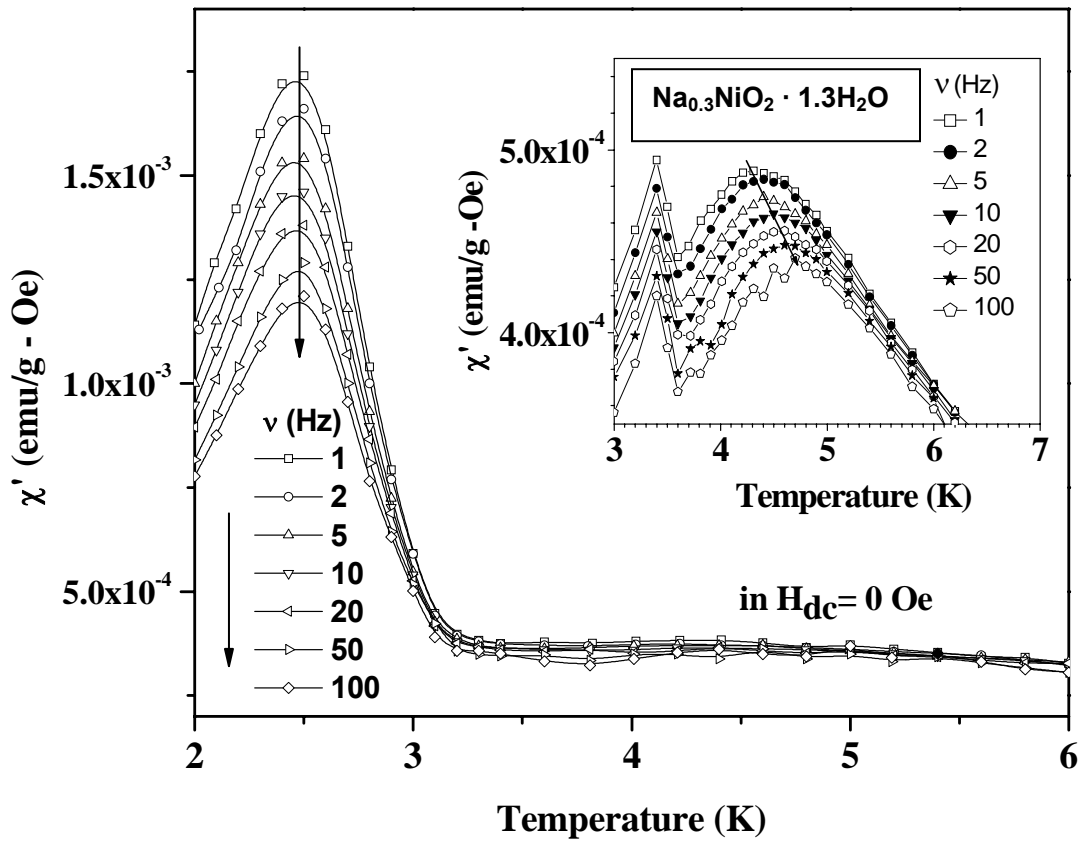 χ' (emu/g - Oe)
1.5x10⁻³
1.0x10⁻³
5.0x10⁻⁴
2
3
4
5
6
Temperature (K)
ν (Hz)
1
2
5
10
20
50
100
in H_dc= 0 Oe
Na₀.₃NiO₂ · 1.3H₂O
ν (Hz)
1
2
5
10
20
50
100
χ' (emu/g -Oe)
5.0x10⁻⁴
4.0x10⁻⁴
3
4
5
6
7
Temperature (K)